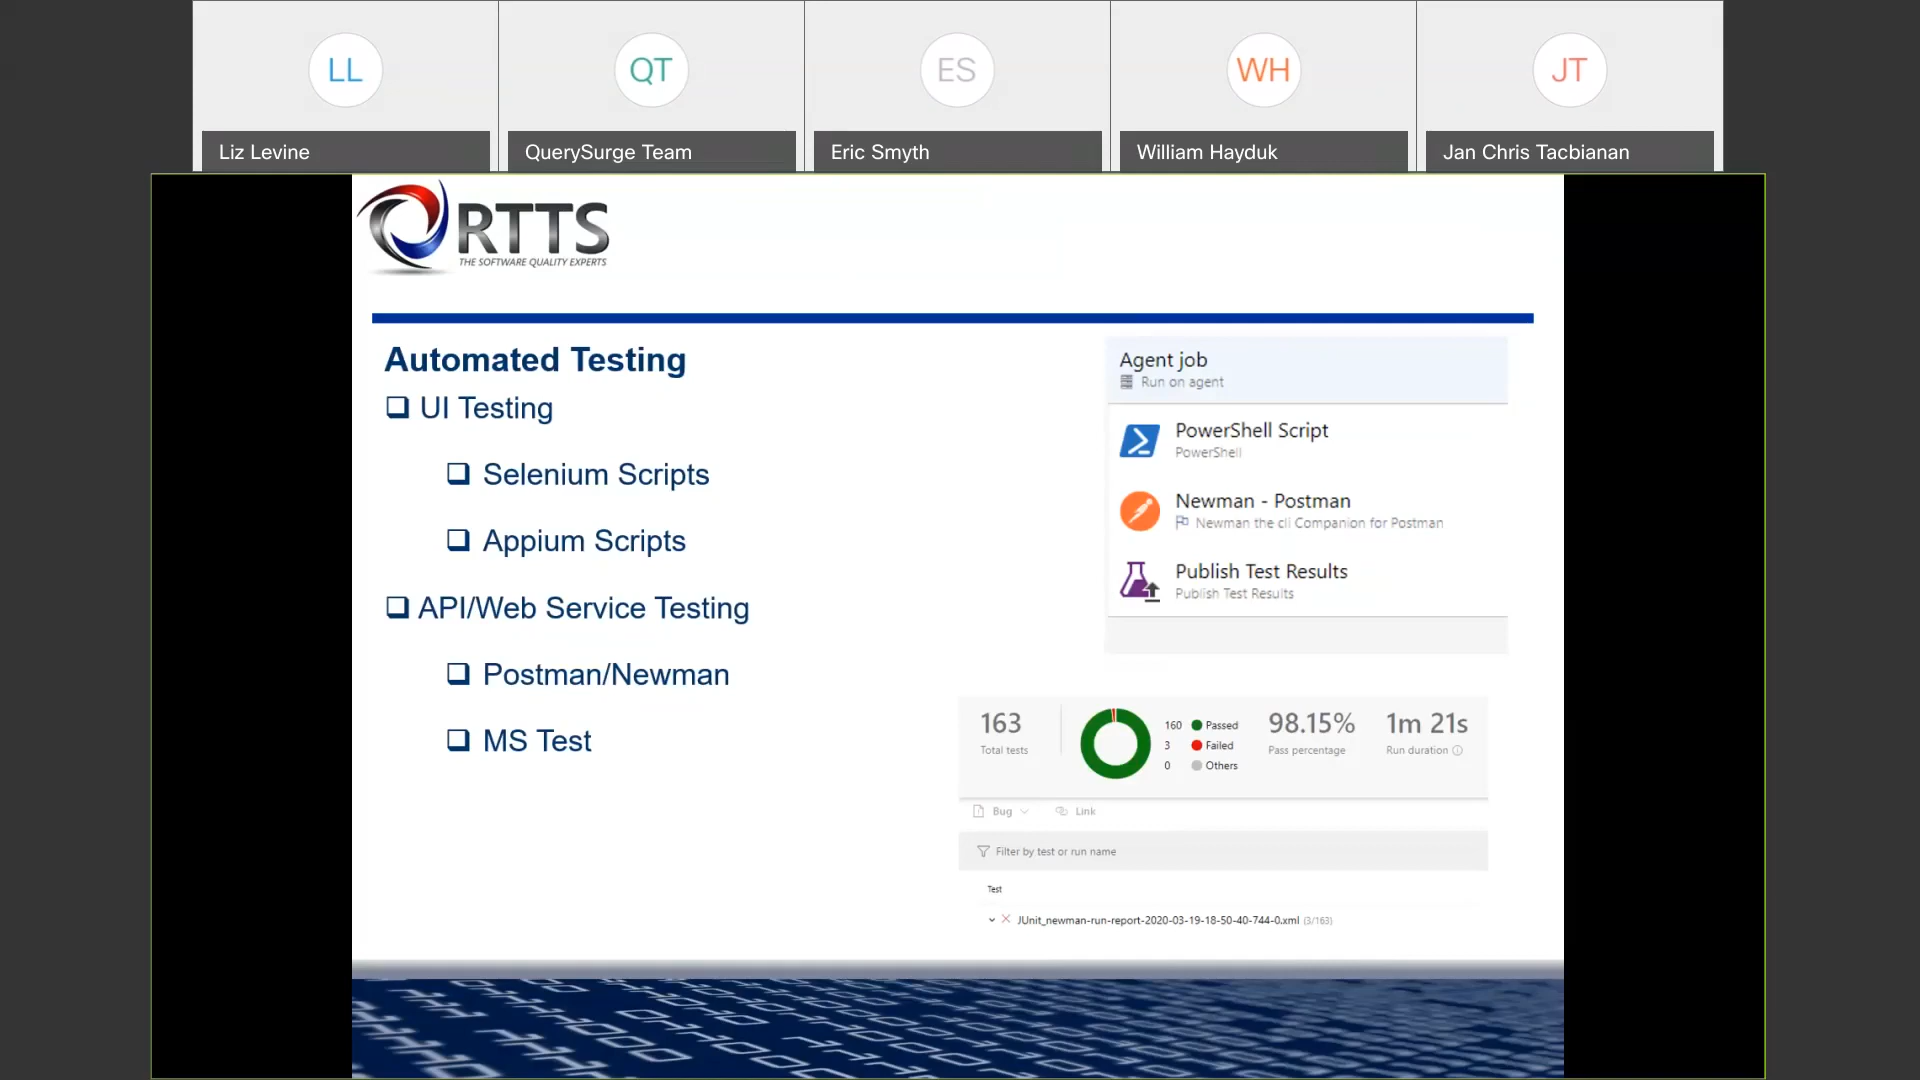 LL
QT
ES
WH
JT
Liz Levine
QuerySurge Team
Eric Smyth
William Hayduk
Jan Chris Tacbianan
RTTS
THE SOFTWARE QUALITY EXPERTS
Automated Testing
UI Testing
Selenium Scripts
Appium Scripts
API/Web Service Testing
Postman/Newman
MS Test
Agent job
Run on agent
PowerShell Script
PowerShell
Newman - Postman
Newman the cli Companion for Postman
Publish Test Results
Publish Test Results
163
Total tests
160 Passed
3 Failed
0 Others
98.15%
Pass percentage
1m 21s
Run duration
Bug
Link
Filter by test or run name
Test
JUnit_newman-run-report-2020-03-19-18-50-40-744-0.xml (3/163)